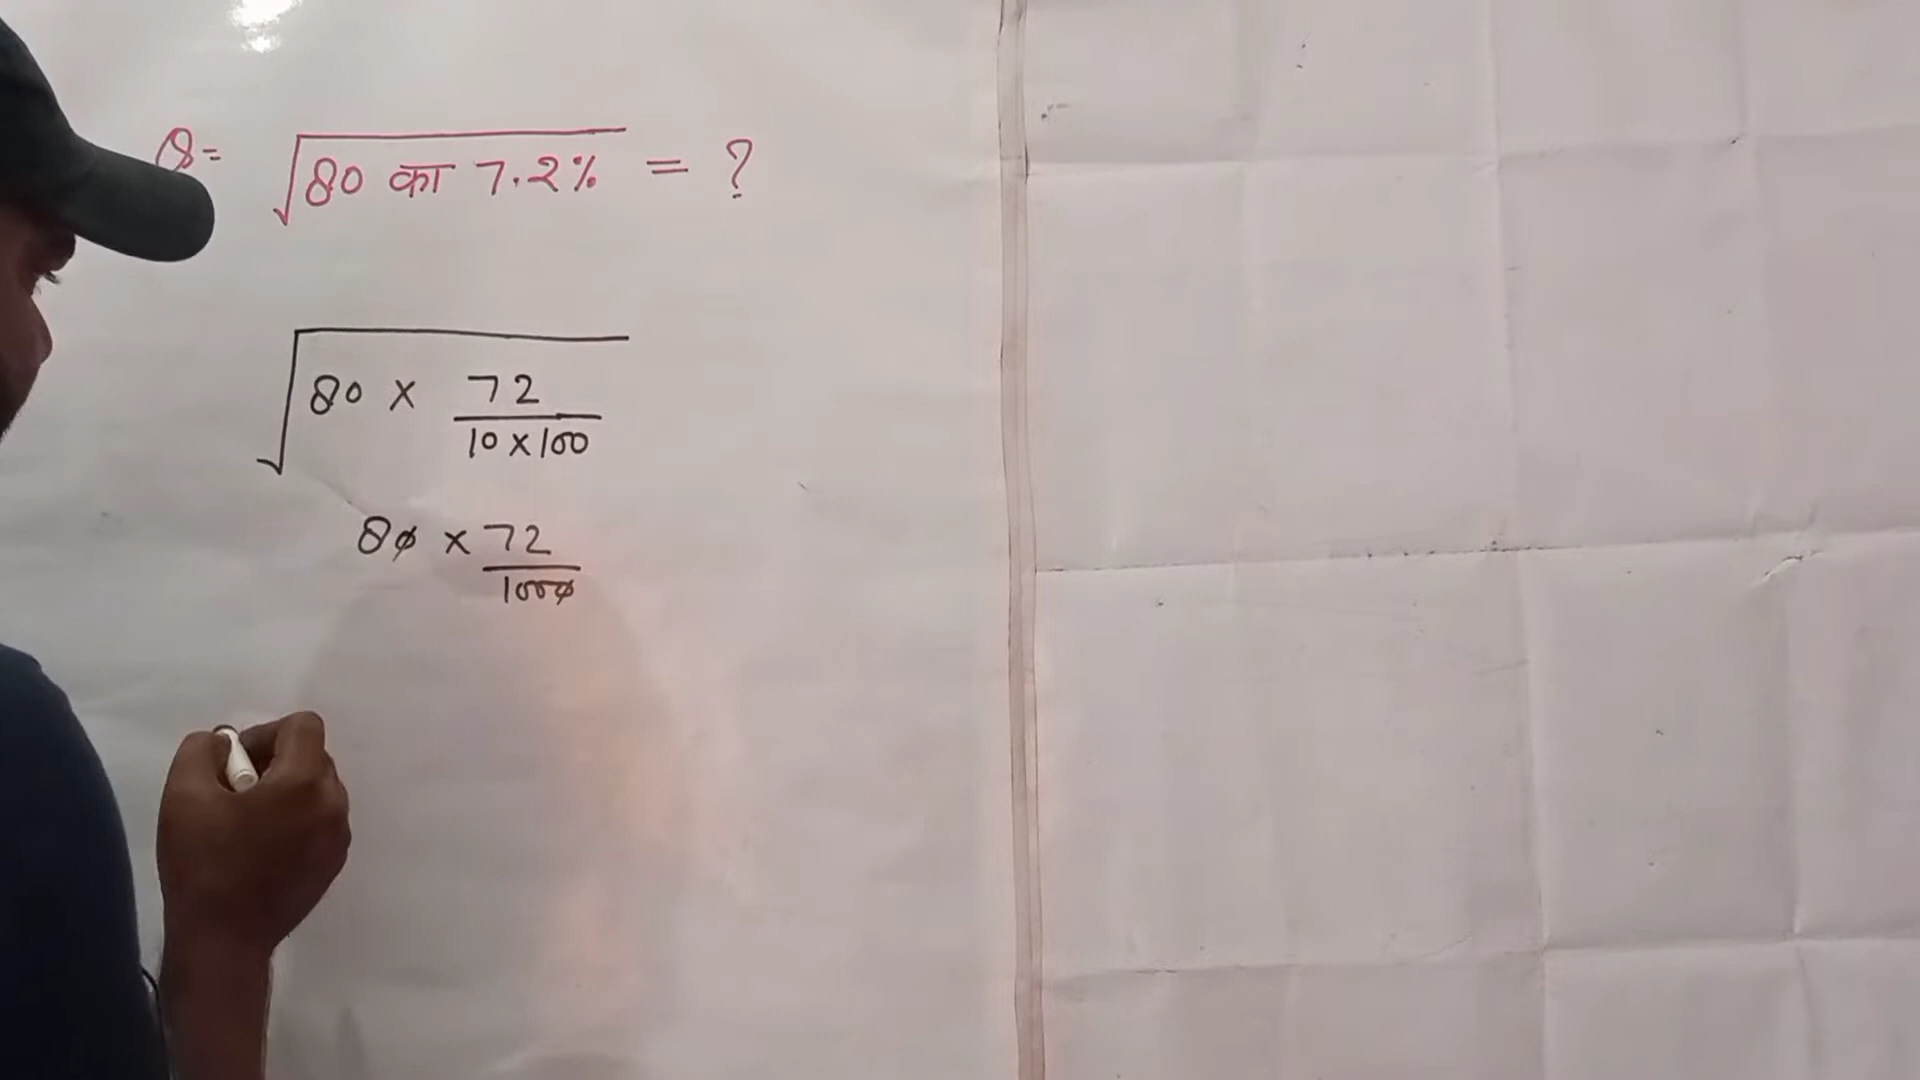 Q= √80 का 7.2% = ?
√80 × 72/10×100
80 × 72/1000